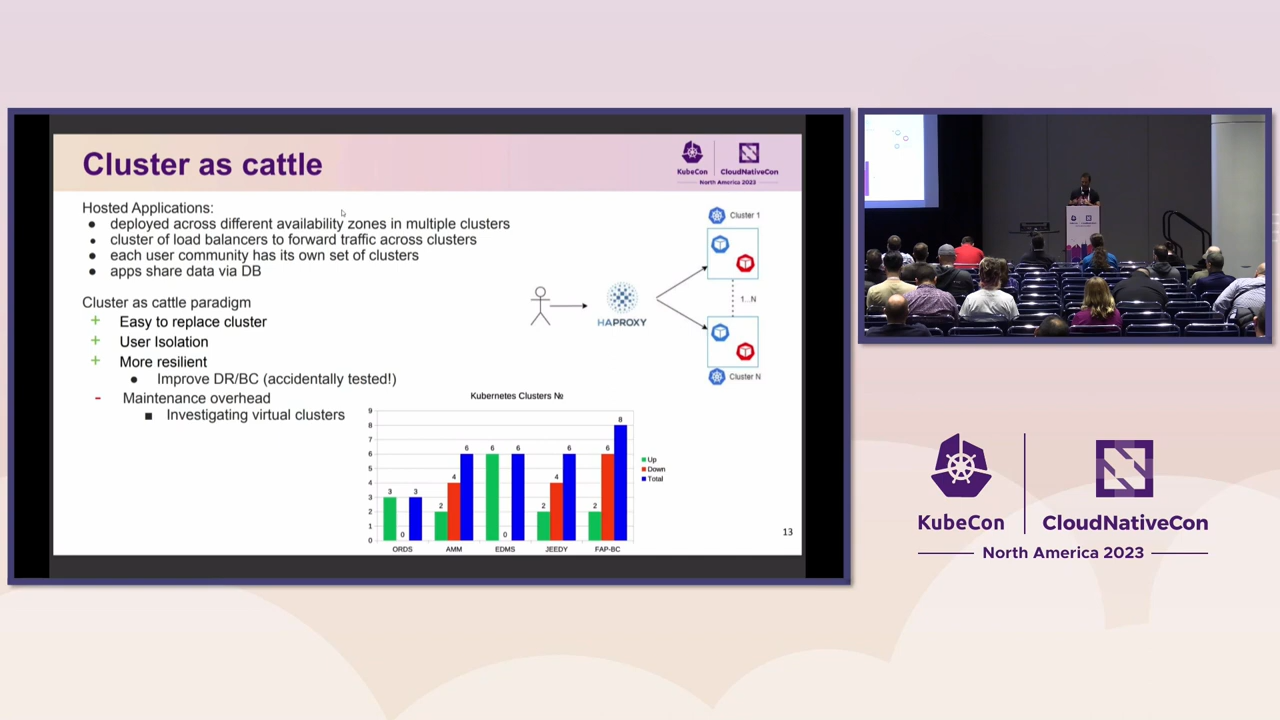 Cluster as cattle
KubeCon
CloudNativeCon
North America 2023
Hosted Applications:
● deployed across different availability zones in multiple clusters
● cluster of load balancers to forward traffic across clusters
● each user community has its own set of clusters
● apps share data via DB
Cluster as cattle paradigm
+ Easy to replace cluster
+ User Isolation
+ More resilient
● Improve DR/BC (accidentally tested!)
- Maintenance overhead
■ Investigating virtual clusters
Cluster 1
HAPROXY
1...N
Cluster N
Kubernetes Clusters №
9
8
7
6
5
4
3
2
1
0
3
0
3
2
4
6
6
0
6
2
4
6
2
6
8
ORDS
AMM
EDMS
JEEDY
FAP-BC
Up
Down
Total
13
KubeCon
CloudNativeCon
North America 2023